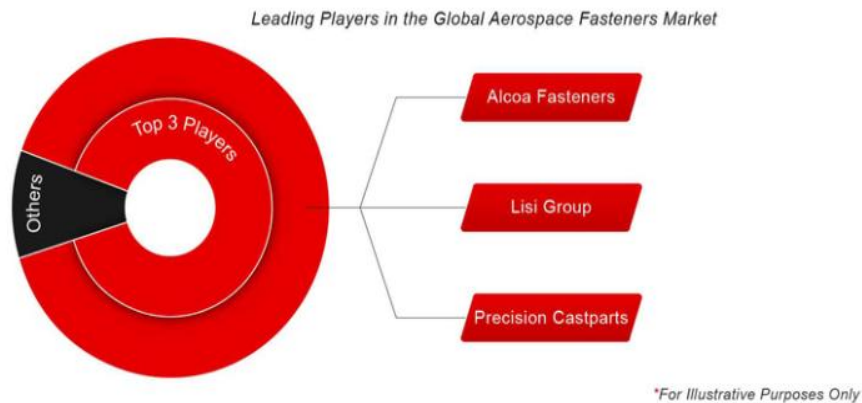 Leading Players in the Global Aerospace Fasteners Market
Top 3 Players
Others
Alcoa Fasteners
Lisi Group
Precision Castparts
*For Illustrative Purposes Only